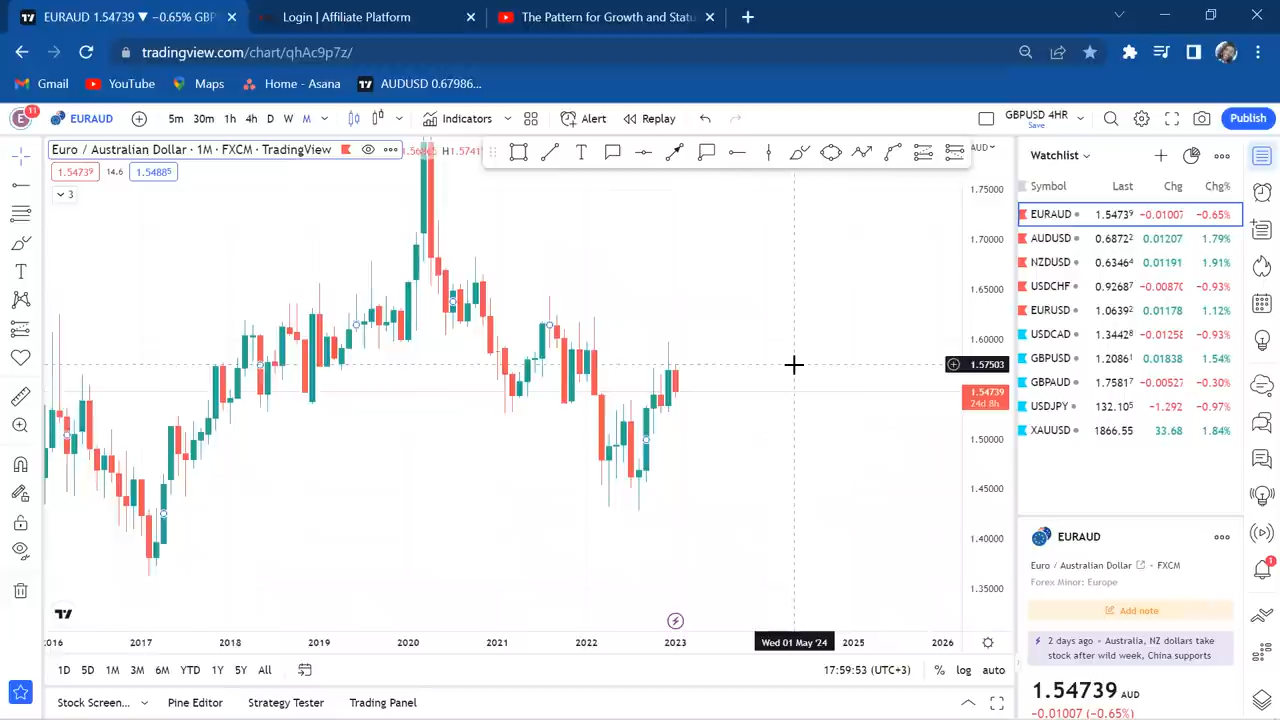 EURAUD 1.54739 ▼ −0.65% GBP
Login | Affiliate Platform
The Pattern for Growth and Statu
tradingview.com/chart/qhAc9p7z/
Gmail
YouTube
Maps
Home - Asana
AUDUSD 0.67986...
E
11
EURAUD
5m 30m 1h 4h D W M
Indicators
Alert
Replay
GBPUSD 4HR
Save
Publish
Euro / Australian Dollar · 1M · FXCM · TradingView
1.54739
14.6
1.54885
3
AUD
1.75000
1.70000
1.65000
1.60000
1.57503
1.54739
24d 8h
1.50000
1.45000
1.40000
1.35000
2016 2017 2018 2019 2020 2021 2022 2023 Wed 01 May '24 2025 2026
1D 5D 1M 3M 6M YTD 1Y 5Y All
17:59:53 (UTC+3)
% log auto
Stock Screen...
Pine Editor
Strategy Tester
Trading Panel
Watchlist
Symbol Last Chg Chg%
EURAUD 1.54739 −0.01007 −0.65%
AUDUSD 0.68722 0.01207 1.79%
NZDUSD 0.63464 0.01191 1.91%
USDCHF 0.92687 −0.00870 −0.93%
EURUSD 1.06392 0.01178 1.12%
USDCAD 1.34428 −0.01258 −0.93%
GBPUSD 1.20861 0.01838 1.54%
GBPAUD 1.75817 −0.00527 −0.30%
USDJPY 132.105 −1.292 −0.97%
XAUUSD 1866.55 33.68 1.84%
EURAUD
Euro / Australian Dollar
FXCM
Forex Minor: Europe
Add note
2 days ago • Australia, NZ dollars take
stock after wild week, China supports
1.54739 AUD
−0.01007 (−0.65%)
1